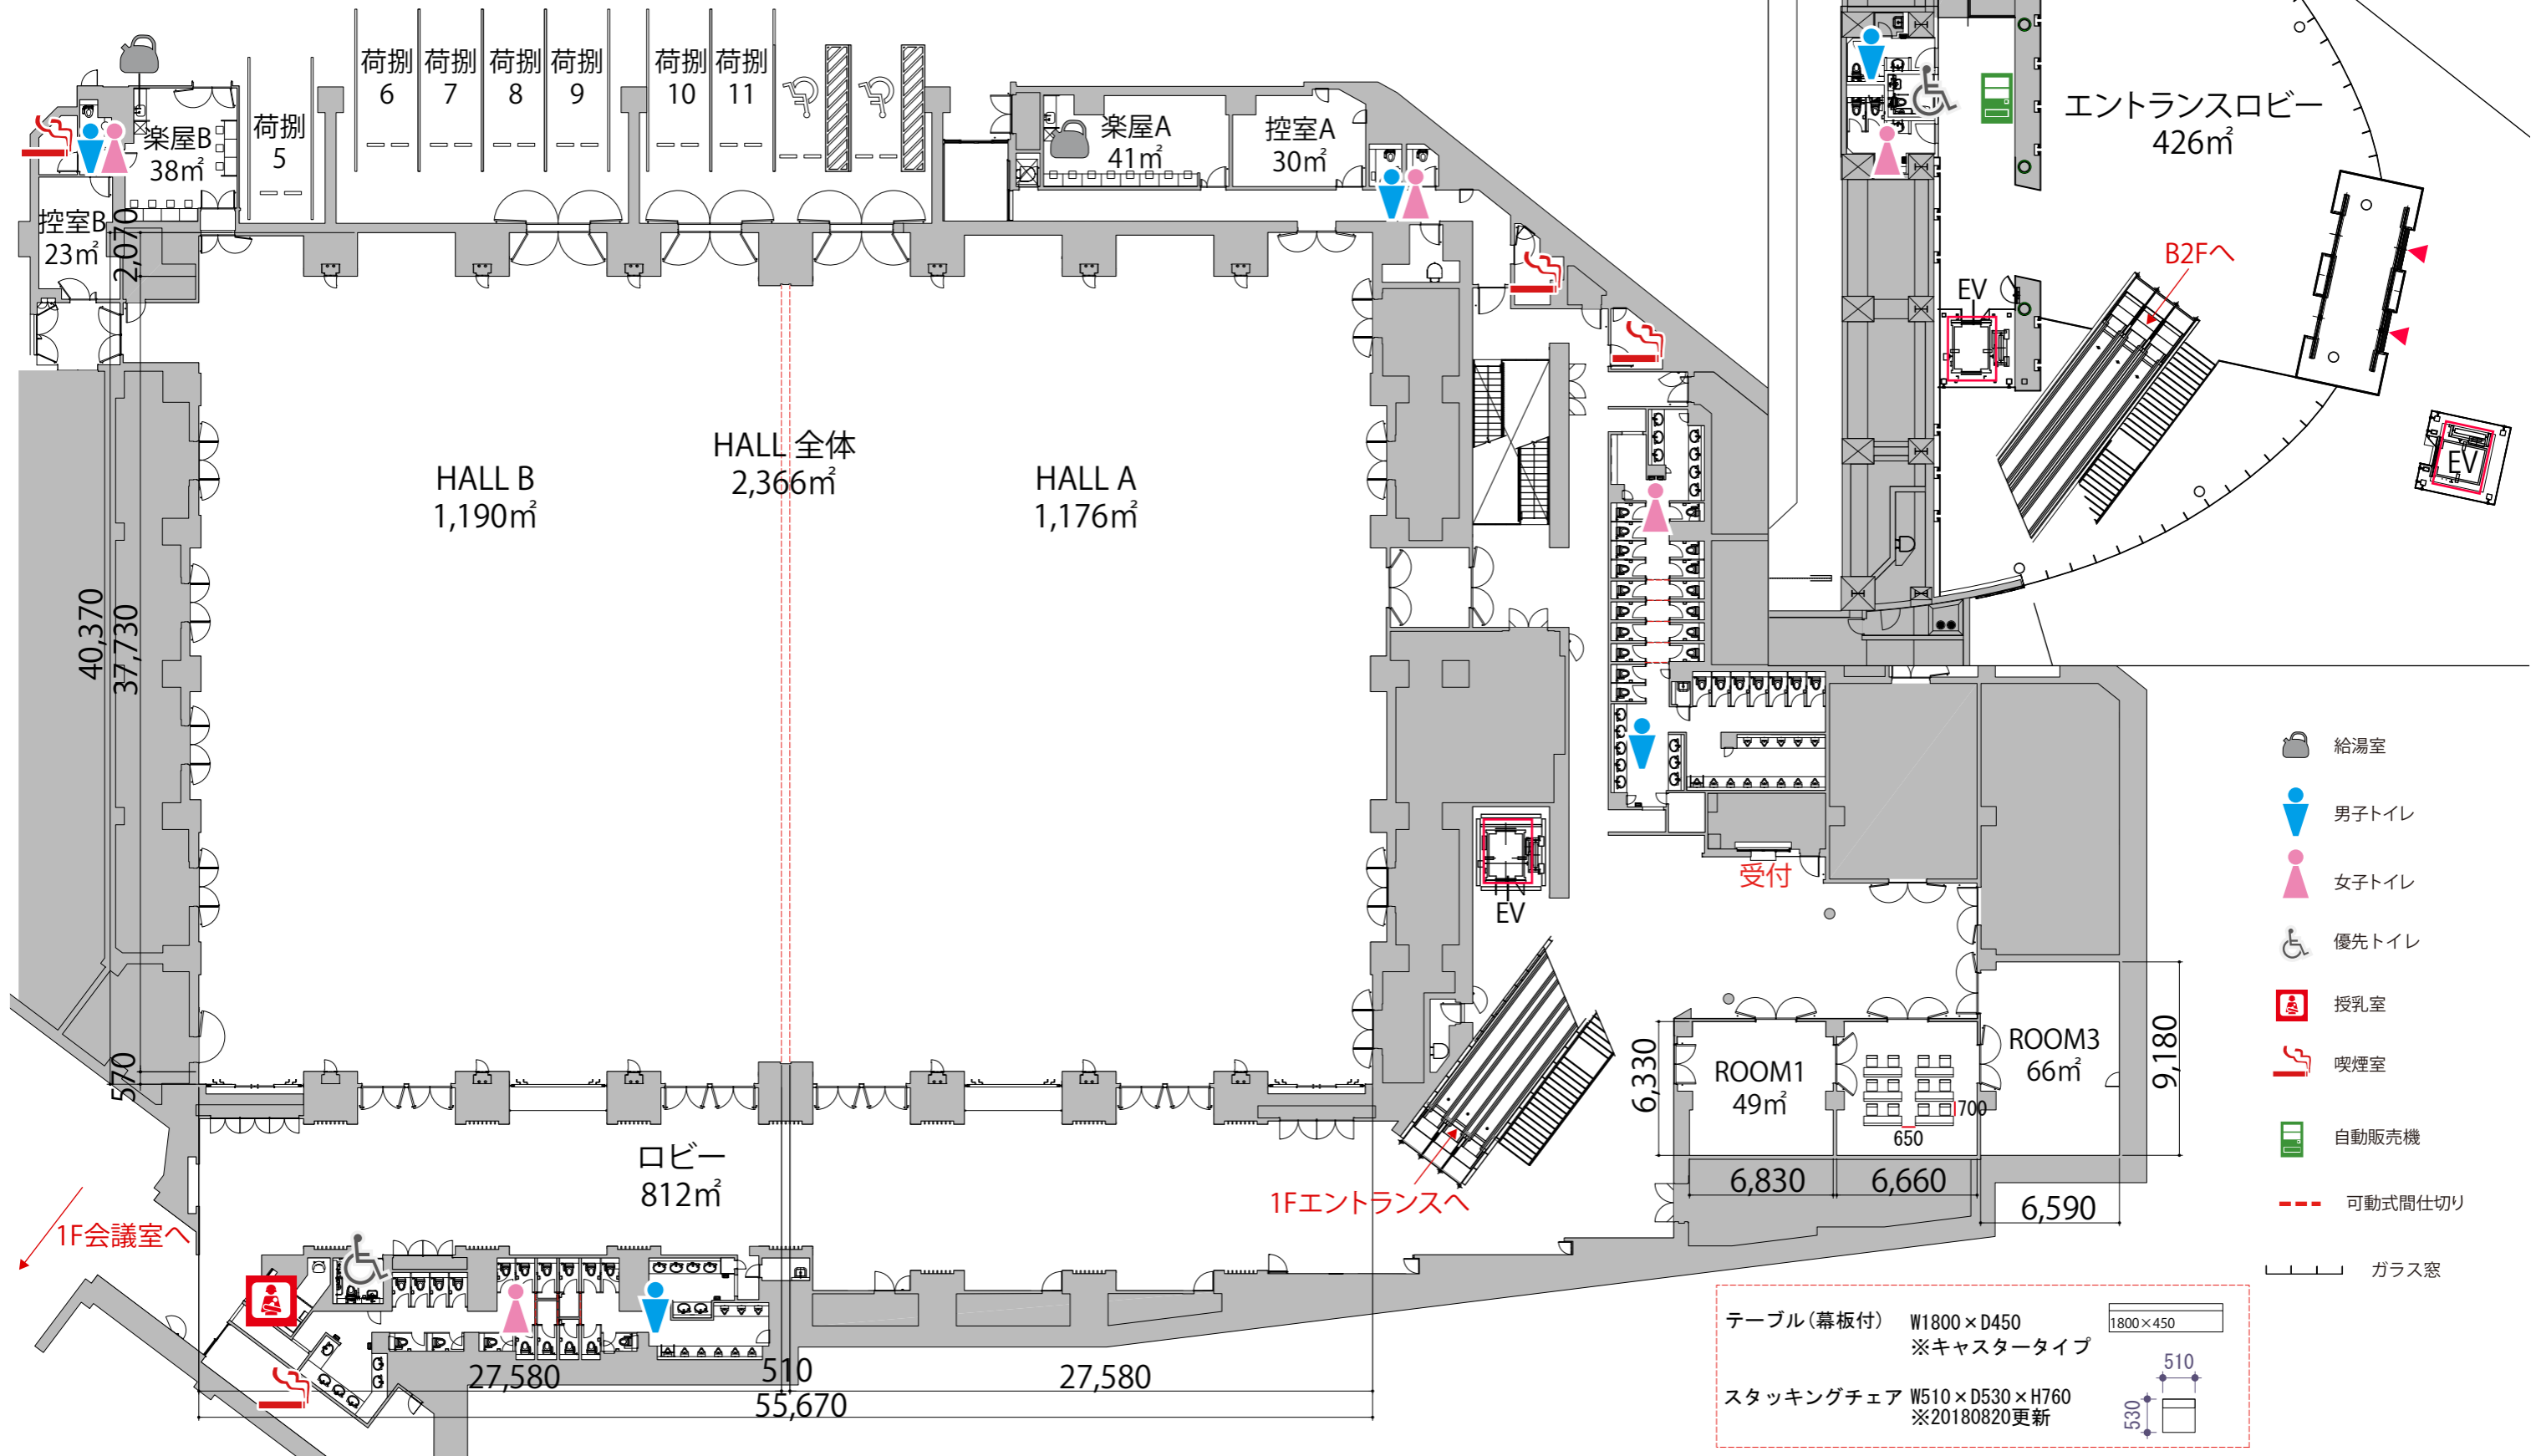 荷捌
5
荷捌
6
荷捌
7
荷捌
8
荷捌
9
荷捌
10
荷捌
11
楽屋B
38㎡
控室B
23㎡
楽屋A
41㎡
控室A
30㎡
エントランスロビー
426㎡
B2Fへ
EV
EV
HALL B
1,190㎡
HALL 全体
2,366㎡
HALL A
1,176㎡
2,070
40,370
37,730
570
EV
受付
ROOM1
49㎡
ROOM3
66㎡
6,330
9,180
700
650
6,830
6,660
6,590
ロビー
812㎡
1Fエントランスへ
1F会議室へ
27,580
510
27,580
55,670
給湯室
男子トイレ
女子トイレ
優先トイレ
授乳室
喫煙室
自動販売機
可動式間仕切り
ガラス窓
テーブル(幕板付) W1800×D450
※キャスタータイプ
1800×450
スタッキングチェア W510×D530×H760
※20180820更新
510
530